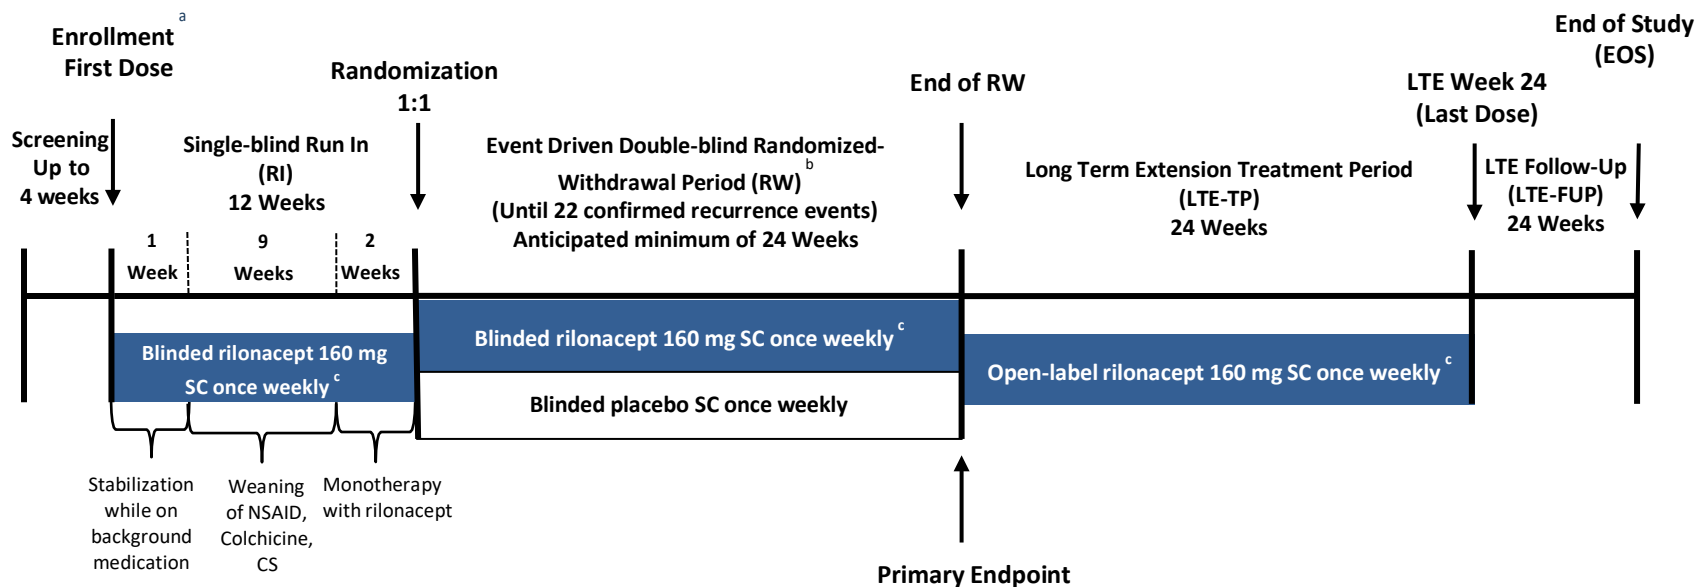 Enrollment a
First Dose
Screening
Up to
4 weeks
Single-blind Run In
(RI)
12 Weeks
1
Week
9
Weeks
2
Weeks
Randomization
1:1
Event Driven Double-blind Randomized-
Withdrawal Period (RW) b
(Until 22 confirmed recurrence events)
Anticipated minimum of 24 Weeks
End of RW
Long Term Extension Treatment Period
(LTE-TP)
24 Weeks
LTE Week 24
(Last Dose)
LTE Follow-Up
(LTE-FUP)
24 Weeks
End of Study
(EOS)
Blinded rilonacept 160 mg
SC once weekly c
Blinded rilonacept 160 mg SC once weekly c
Blinded placebo SC once weekly
Open-label rilonacept 160 mg SC once weekly c
Stabilization
while on
background
medication
Weaning
of NSAID,
Colchicine,
CS
Monotherapy
with rilonacept
Primary Endpoint